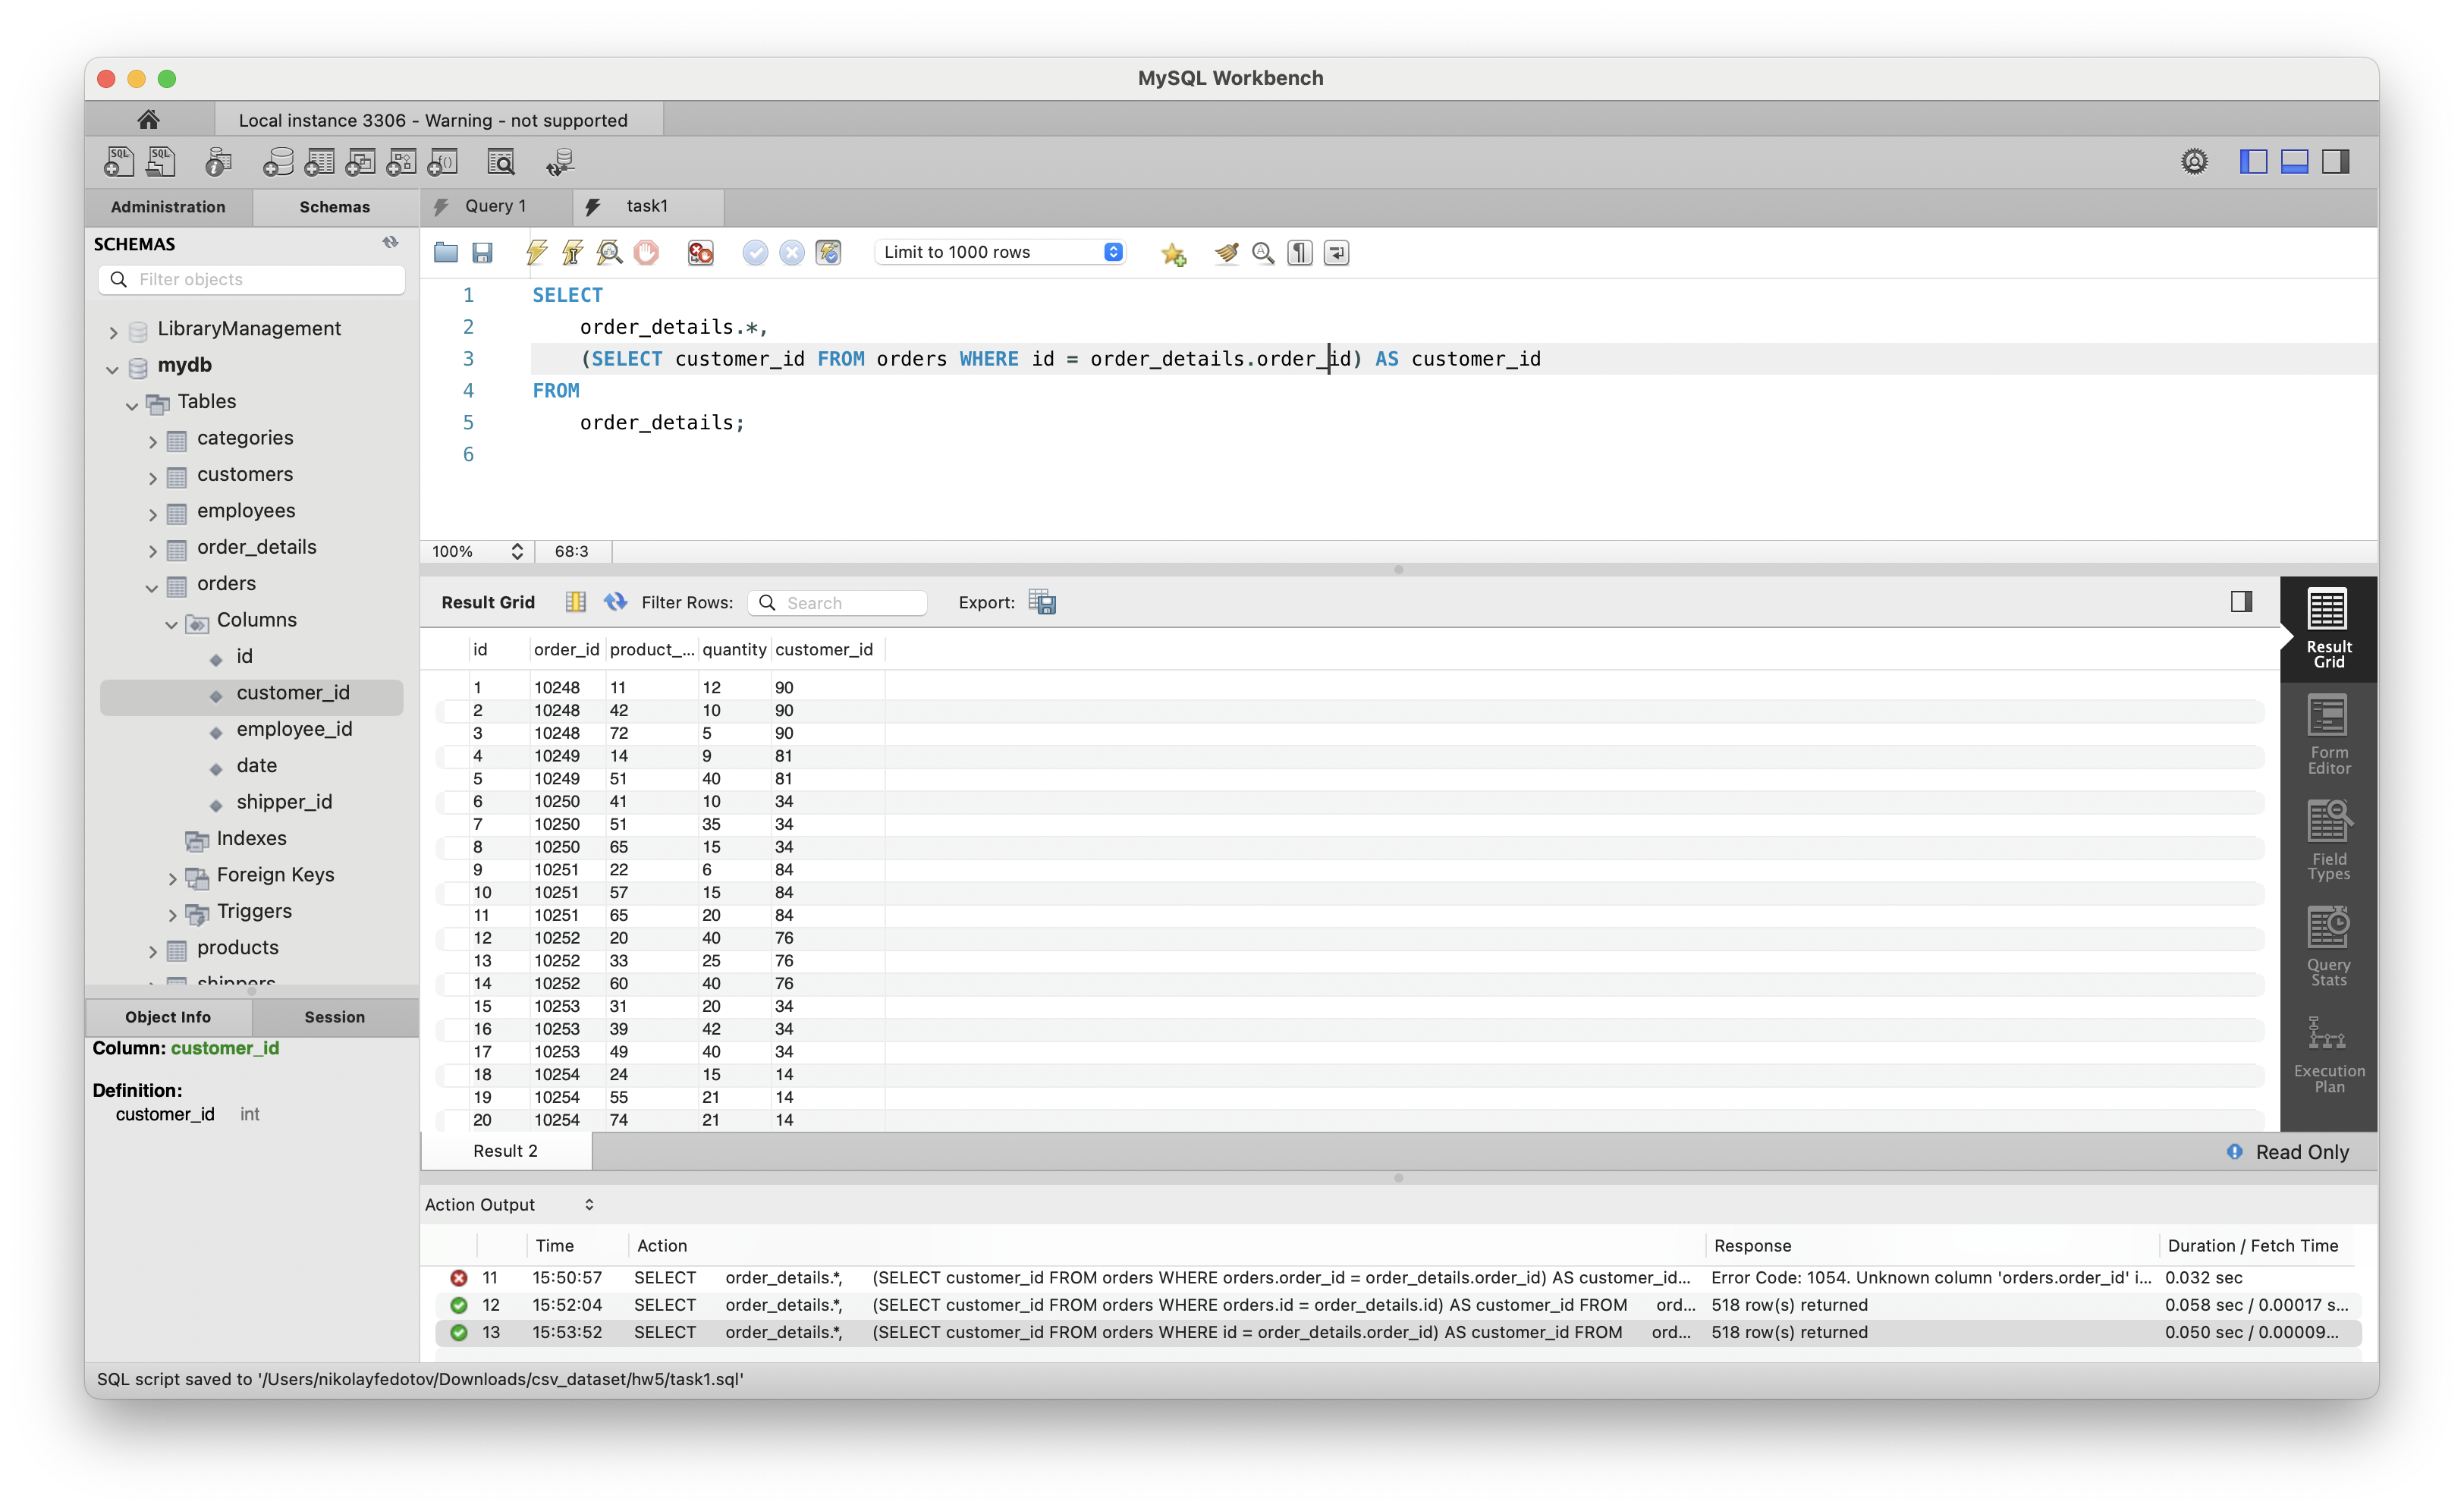 MySQL Workbench
Local instance 3306 - Warning - not supported
Administration
Schemas
Query 1
task1
SCHEMAS
Filter objects
LibraryManagement
mydb
Tables
categories
customers
employees
order_details
orders
Columns
id
customer_id
employee_id
date
shipper_id
Indexes
Foreign Keys
Triggers
products
shippers
Object Info
Session
Column: customer_id
Definition:
customer_id int
Limit to 1000 rows
1 SELECT
2 order_details.*,
3 (SELECT customer_id FROM orders WHERE id = order_details.order_id) AS customer_id
4 FROM
5 order_details;
6
100% 68:3
Result Grid Filter Rows: Search Export:
id order_id product_... quantity customer_id
1 10248 11 12 90
2 10248 42 10 90
3 10248 72 5 90
4 10249 14 9 81
5 10249 51 40 81
6 10250 41 10 34
7 10250 51 35 34
8 10250 65 15 34
9 10251 22 6 84
10 10251 57 15 84
11 10251 65 20 84
12 10252 20 40 76
13 10252 33 25 76
14 10252 60 40 76
15 10253 31 20 34
16 10253 39 42 34
17 10253 49 40 34
18 10254 24 15 14
19 10254 55 21 14
20 10254 74 21 14
Result
Grid
Form
Editor
Field
Types
Query
Stats
Execution
Plan
Result 2
Read Only
Action Output
Time Action Response Duration / Fetch Time
11 15:50:57 SELECT order_details.*, (SELECT customer_id FROM orders WHERE orders.order_id = order_details.order_id) AS customer_id... Error Code: 1054. Unknown column 'orders.order_id' i... 0.032 sec
12 15:52:04 SELECT order_details.*, (SELECT customer_id FROM orders WHERE orders.id = order_details.id) AS customer_id FROM ord... 518 row(s) returned 0.058 sec / 0.00017 s...
13 15:53:52 SELECT order_details.*, (SELECT customer_id FROM orders WHERE id = order_details.order_id) AS customer_id FROM ord... 518 row(s) returned 0.050 sec / 0.00009...
SQL script saved to '/Users/nikolayfedotov/Downloads/csv_dataset/hw5/task1.sql'